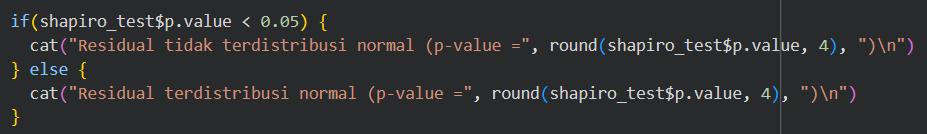 if(shapiro_test$p.value < 0.05) {
  cat("Residual tidak terdistribusi normal (p-value =", round(shapiro_test$p.value, 4), ")\n")
} else {
  cat("Residual terdistribusi normal (p-value =", round(shapiro_test$p.value, 4), ")\n")
}